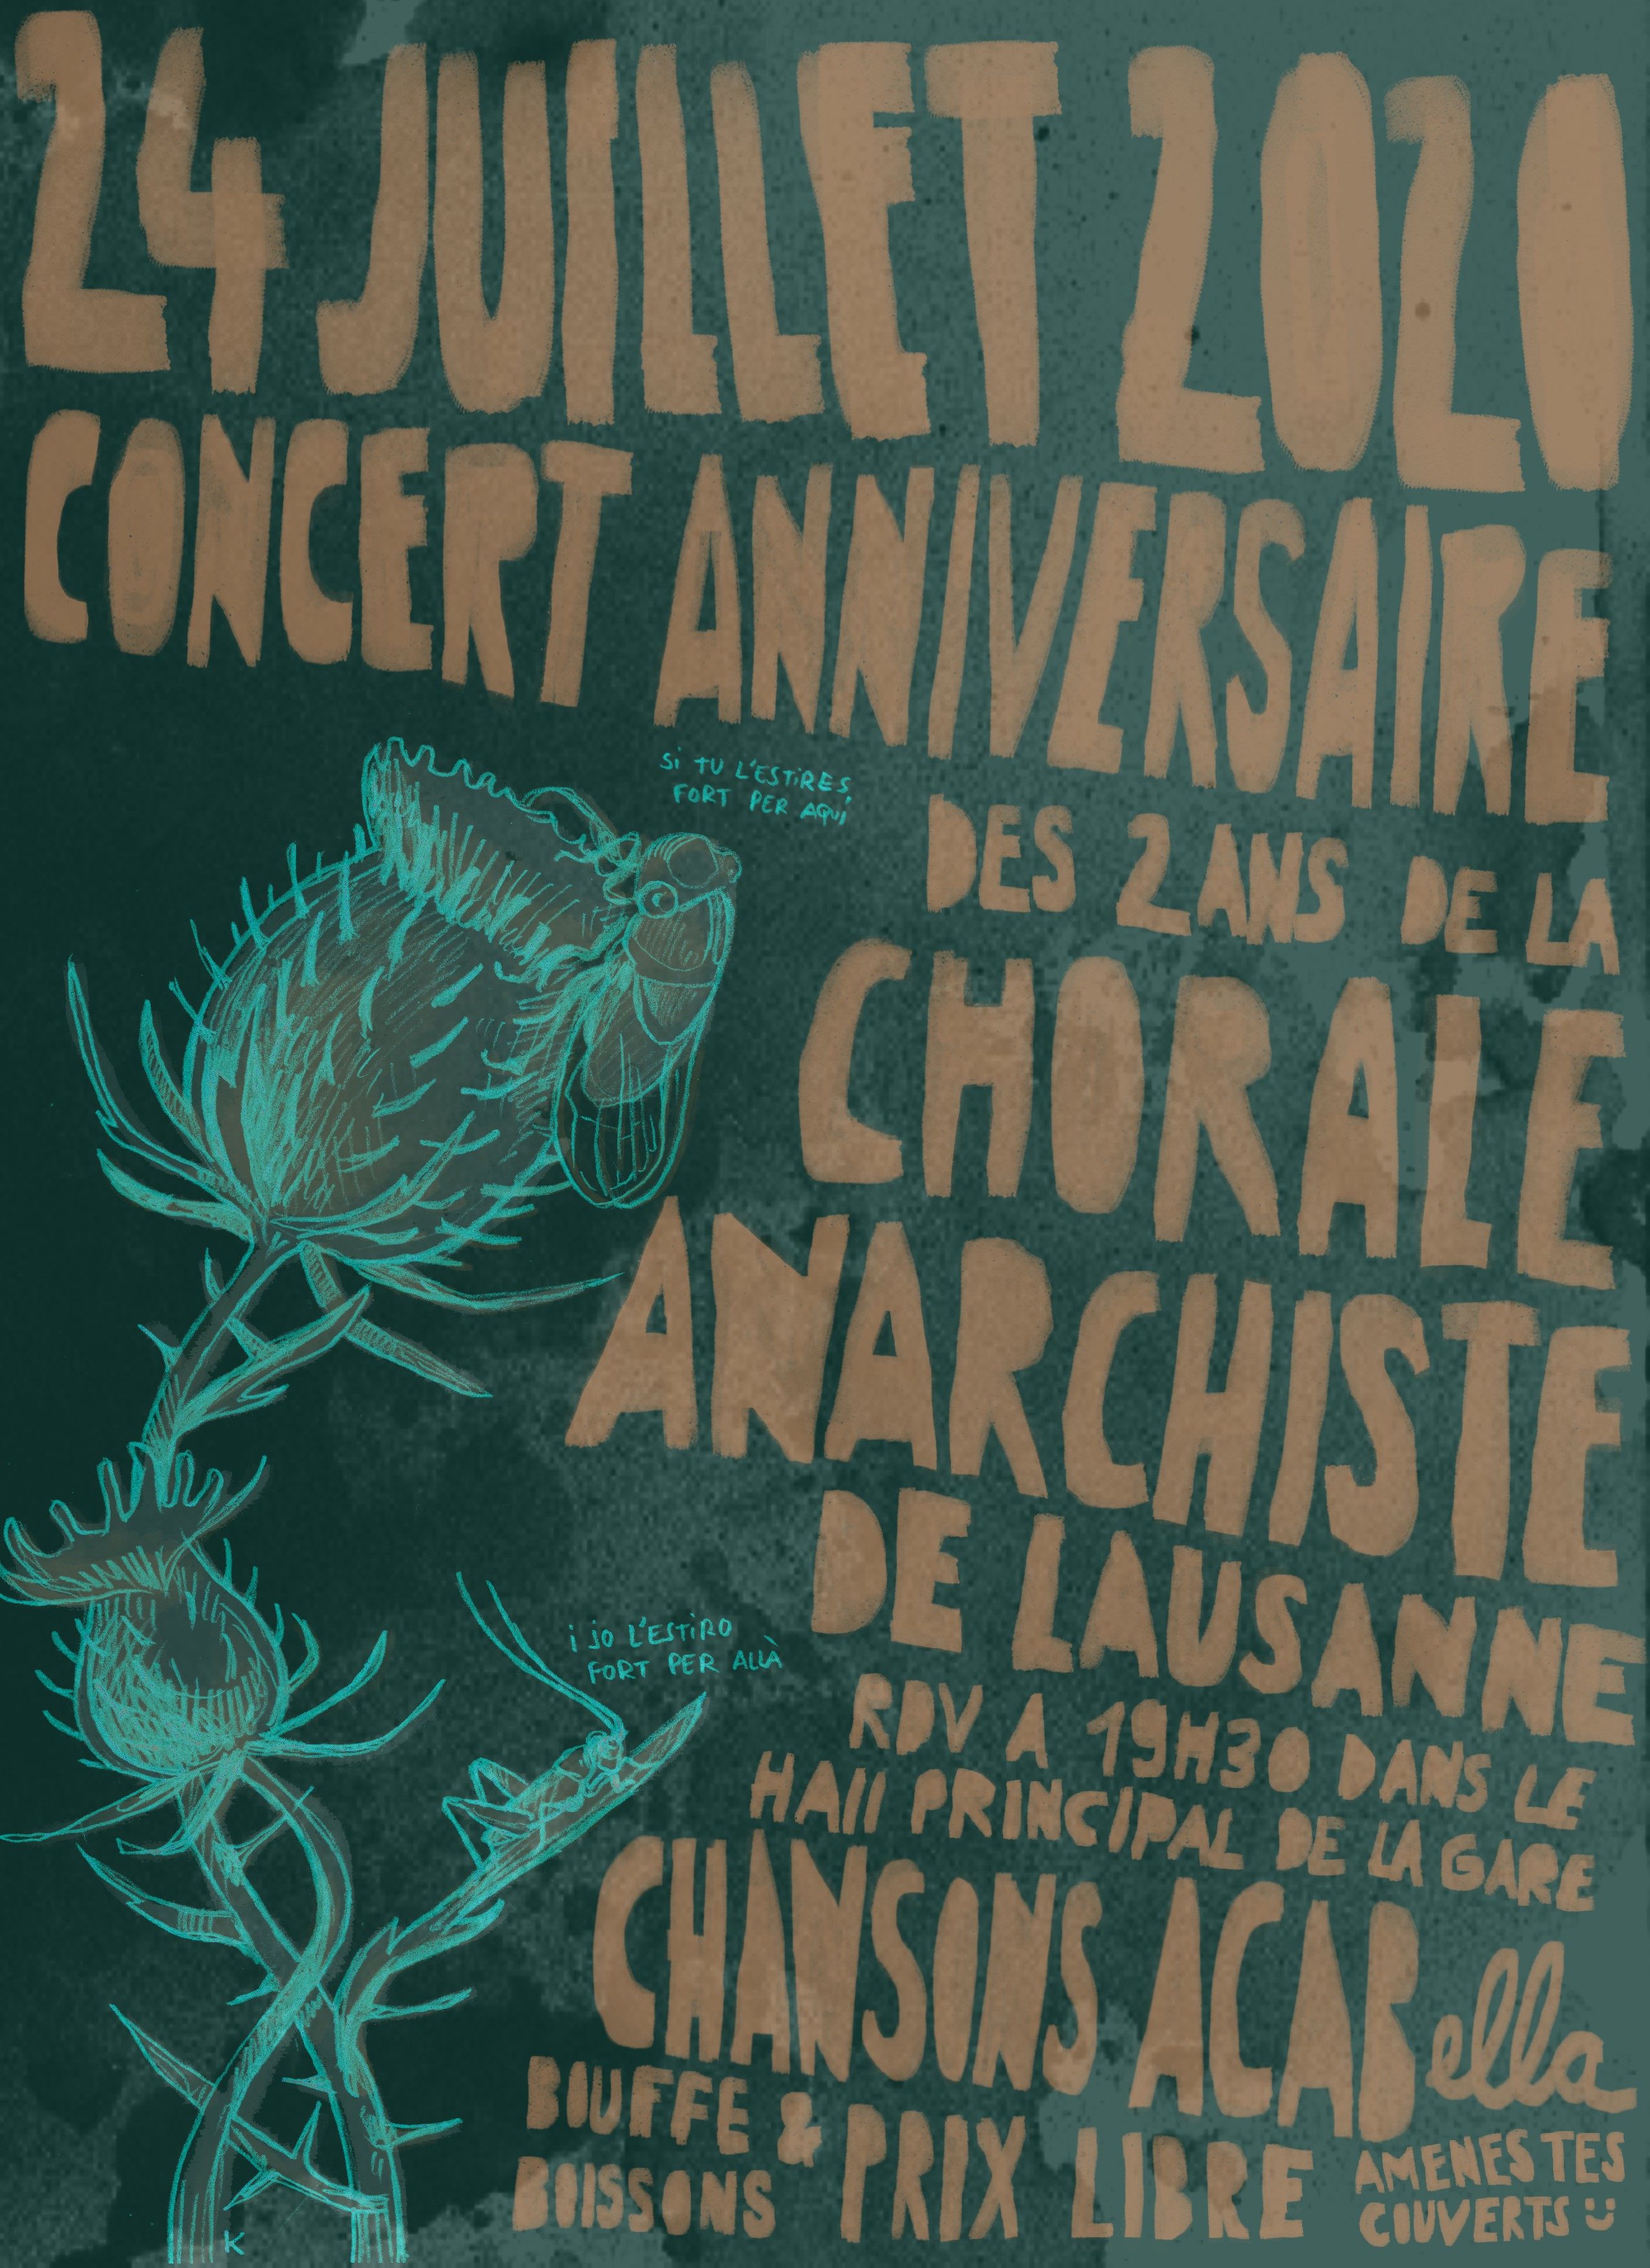 24 JUILLET 2020
CONCERT ANNIVERSAIRE
Si TU L'ESTiRES
FORT PER AQUÍ
DES 2 ANS DE LA
CHORALE
ANARCHISTE
DE LAUSANNE
i JO L'ESTiRO
FORT PER ALLÀ
RDV A 19H30 DANS LE
HAll PRINCIPAL DE LA GARE
CHANSONS ACABella
BOUFFE &
BOISSONS
PRIX LIBRE
AMENES TES
COUVERTS :)
K